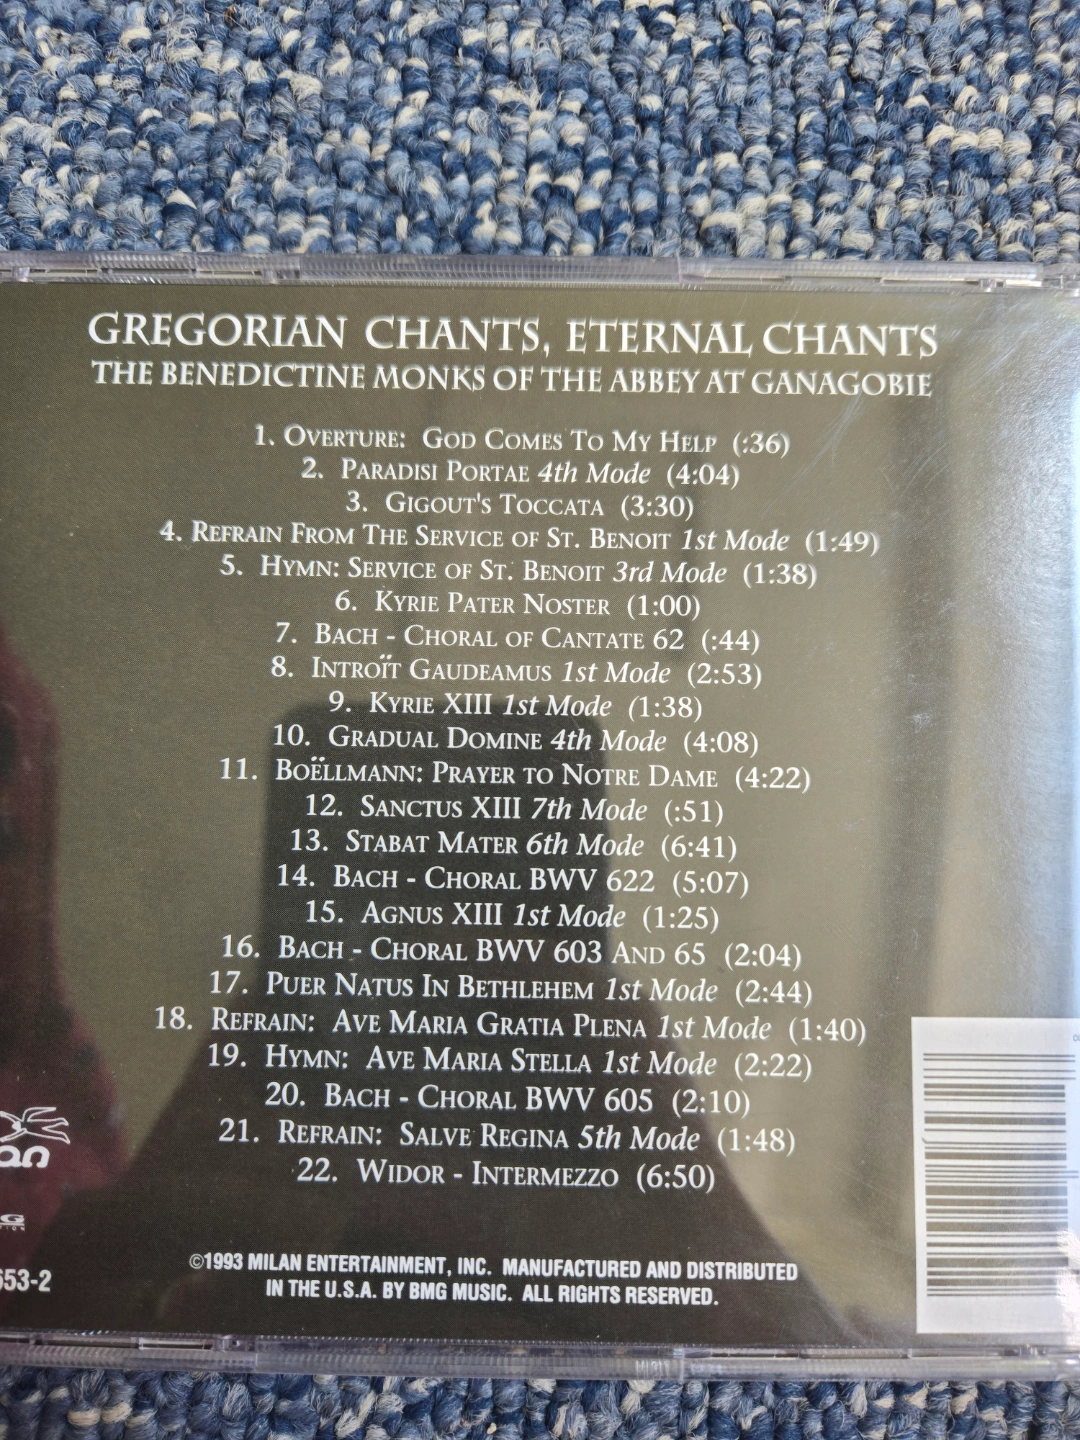 GREGORIAN CHANTS, ETERNAL CHANTS
THE BENEDICTINE MONKS OF THE ABBEY AT GANAGOBIE
1. OVERTURE: GOD COMES TO MY HELP (:36)
2. PARADISI PORTAE 4th Mode (4:04)
3. GIGOUT'S TOCCATA (3:30)
4. REFRAIN FROM THE SERVICE OF ST. BENOIT 1st Mode (1:49)
5. HYMN: SERVICE OF ST. BENOIT 3rd Mode (1:38)
6. KYRIE PATER NOSTER (1:00)
7. BACH - CHORAL OF CANTATE 62 (:44)
8. INTROÏT GAUDEAMUS 1st Mode (2:53)
9. KYRIE XIII 1st Mode (1:38)
10. GRADUAL DOMINE 4th Mode (4:08)
11. BOËLLMANN: PRAYER TO NOTRE DAME (4:22)
12. SANCTUS XIII 7th Mode (:51)
13. STABAT MATER 6th Mode (6:41)
14. BACH - CHORAL BWV 622 (5:07)
15. AGNUS XIII 1st Mode (1:25)
16. BACH - CHORAL BWV 603 AND 65 (2:04)
17. PUER NATUS IN BETHLEHEM 1st Mode (2:44)
18. REFRAIN: AVE MARIA GRATIA PLENA 1st Mode (1:40)
19. HYMN: AVE MARIA STELLA 1st Mode (2:22)
20. BACH - CHORAL BWV 605 (2:10)
21. REFRAIN: SALVE REGINA 5th Mode (1:48)
22. WIDOR - INTERMEZZO (6:50)
an
G
653-2
©1993 MILAN ENTERTAINMENT, INC. MANUFACTURED AND DISTRIBUTED
IN THE U.S.A. BY BMG MUSIC. ALL RIGHTS RESERVED.